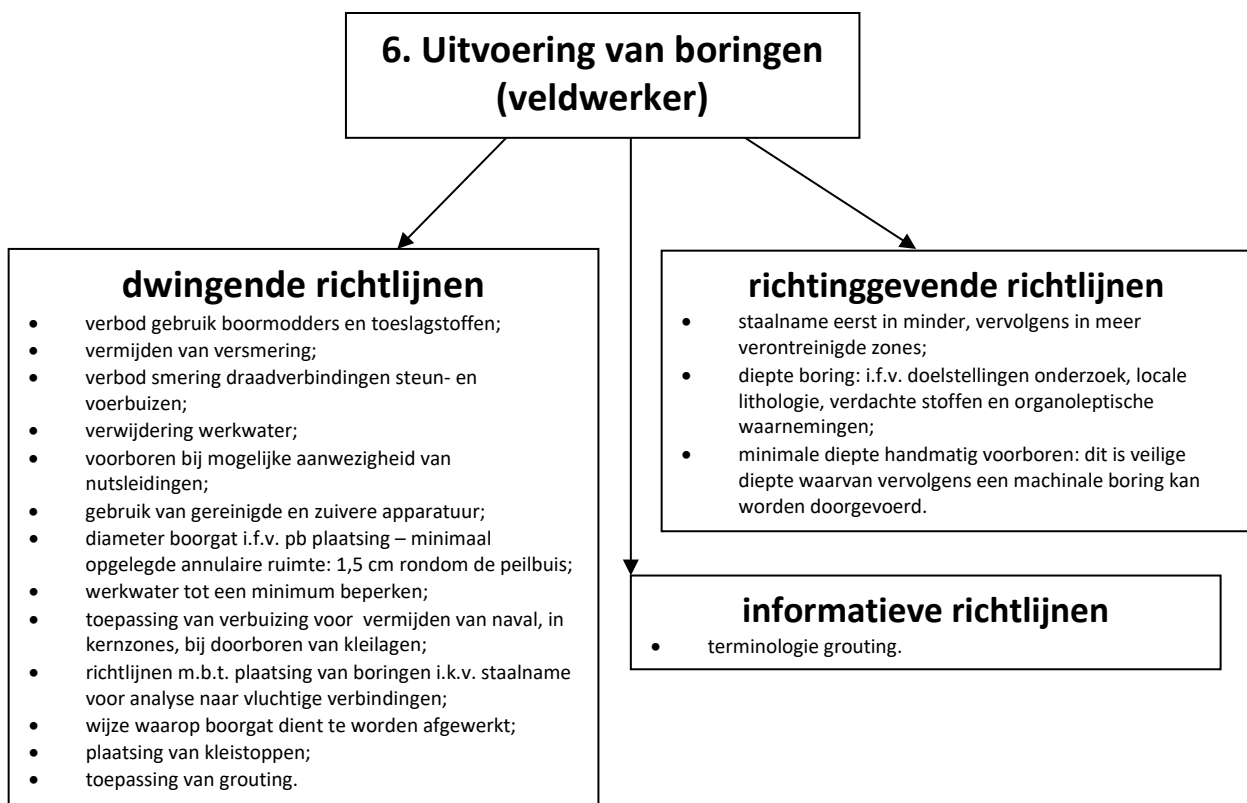 6. Uitvoering van boringen
(veldwerker)
dwingende richtlijnen
• verbod gebruik boormodders en toeslagstoffen;
• vermijden van versmering;
• verbod smering draadverbindingen steun- en
voerbuizen;
• verwijdering werkwater;
• voorboren bij mogelijke aanwezigheid van
nutsleidingen;
• gebruik van gereinigde en zuivere apparatuur;
• diameter boorgat i.f.v. pb plaatsing – minimaal
opgelegde annulaire ruimte: 1,5 cm rondom de peilbuis;
• werkwater tot een minimum beperken;
• toepassing van verbuizing voor vermijden van naval, in
kernzones, bij doorboren van kleilagen;
• richtlijnen m.b.t. plaatsing van boringen i.k.v. staalname
voor analyse naar vluchtige verbindingen;
• wijze waarop boorgat dient te worden afgewerkt;
• plaatsing van kleistoppen;
• toepassing van grouting.
richtinggevende richtlijnen
• staalname eerst in minder, vervolgens in meer
verontreinigde zones;
• diepte boring: i.f.v. doelstellingen onderzoek, locale
lithologie, verdachte stoffen en organoleptische
waarnemingen;
• minimale diepte handmatig voorboren: dit is veilige
diepte waarvan vervolgens een machinale boring kan
worden doorgevoerd.
informatieve richtlijnen
• terminologie grouting.